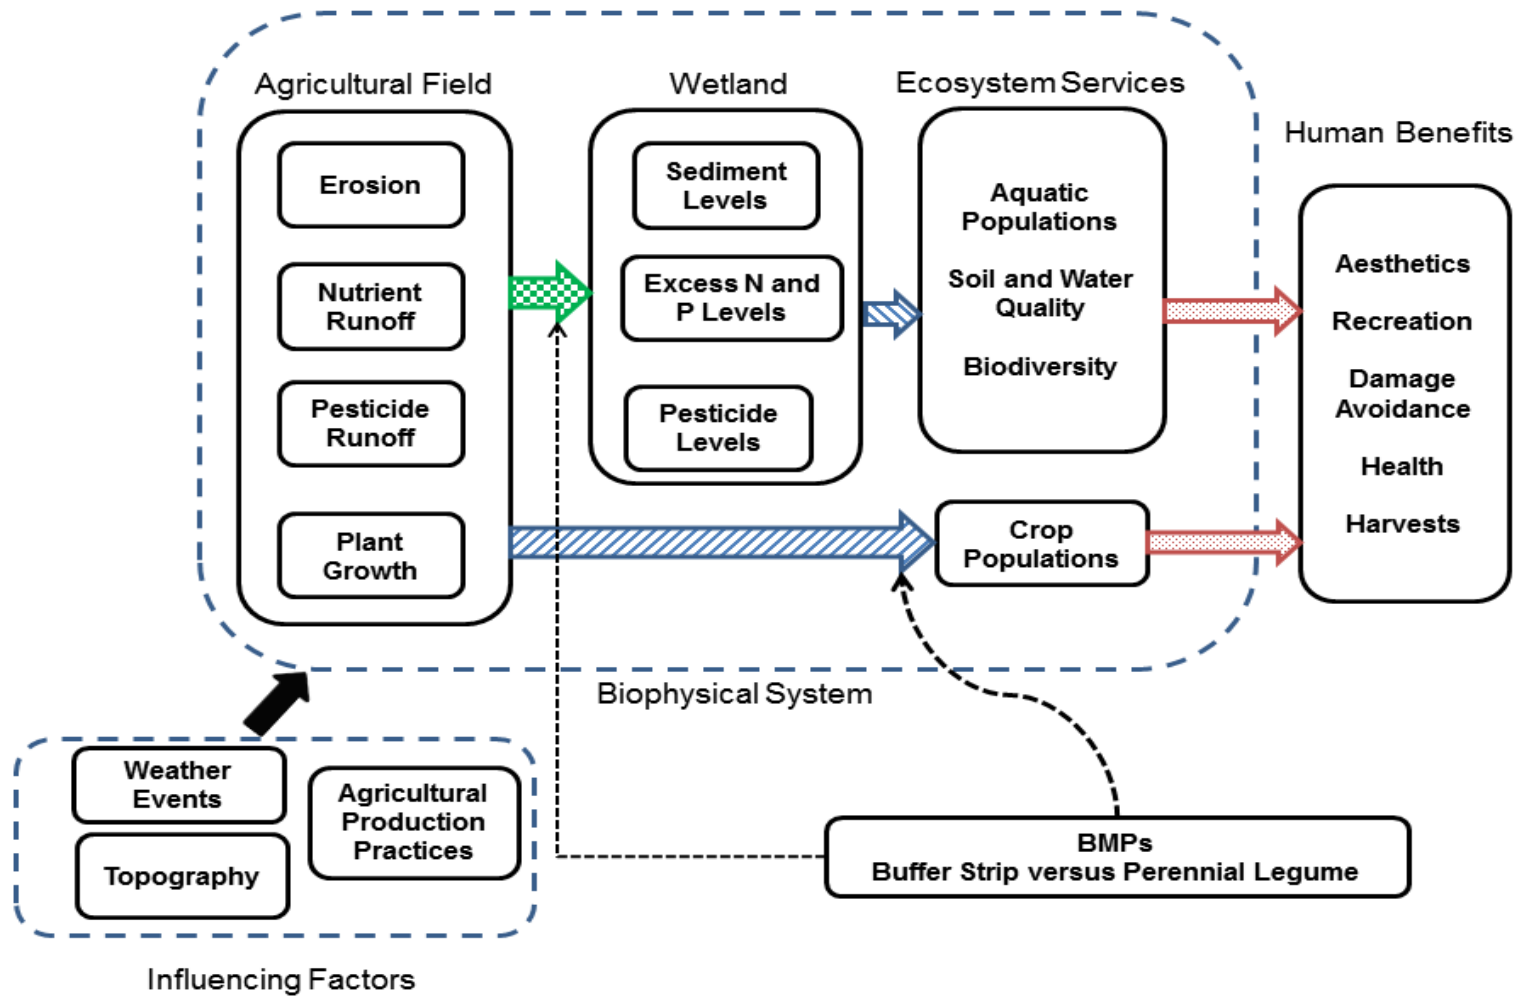 Agricultural Field
Erosion
Nutrient
Runoff
Pesticide
Runoff
Plant
Growth
Wetland
Sediment
Levels
Excess N and
P Levels
Pesticide
Levels
Ecosystem Services
Aquatic
Populations
Soil and Water
Quality
Biodiversity
Crop
Populations
Human Benefits
Aesthetics
Recreation
Damage
Avoidance
Health
Harvests
Biophysical System
Weather
Events
Topography
Agricultural
Production
Practices
Influencing Factors
BMPs
Buffer Strip versus Perennial Legume